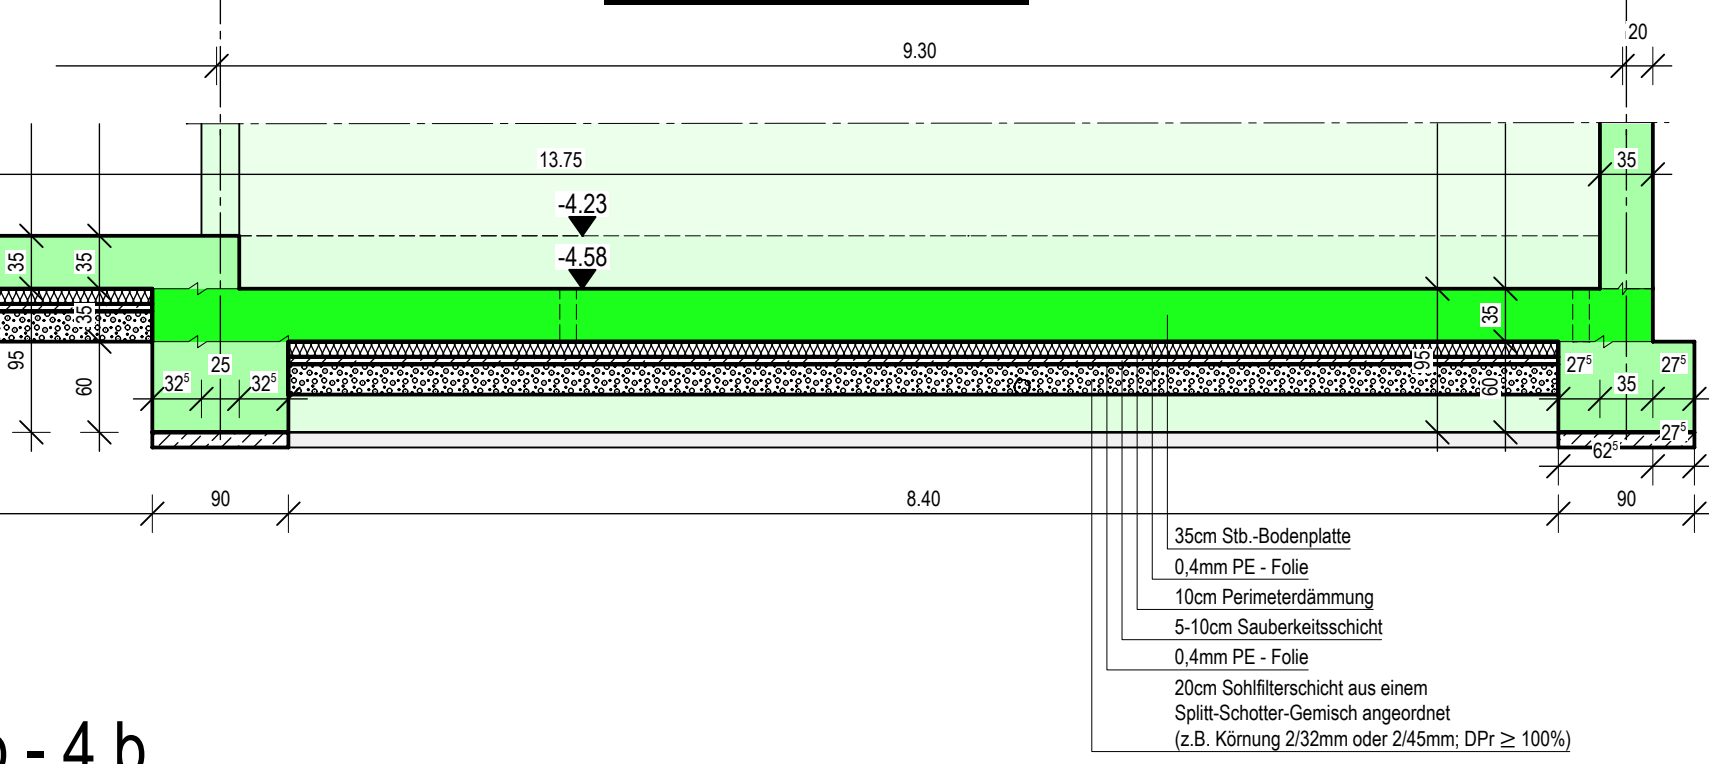 20
9.30
13.75
35
-4.23
-4.58
35
35
35
35
95
60
25
32⁵
32⁵
95
60
27⁵
27⁵
35
27⁵
62⁵
90
8.40
90
35cm Stb.-Bodenplatte
0,4mm PE - Folie
10cm Perimeterdämmung
5-10cm Sauberkeitsschicht
0,4mm PE - Folie
20cm Sohlfilterschicht aus einem
Splitt-Schotter-Gemisch angeordnet
(z.B. Körnung 2/32mm oder 2/45mm; DPr ≥ 100%)
- 4 b